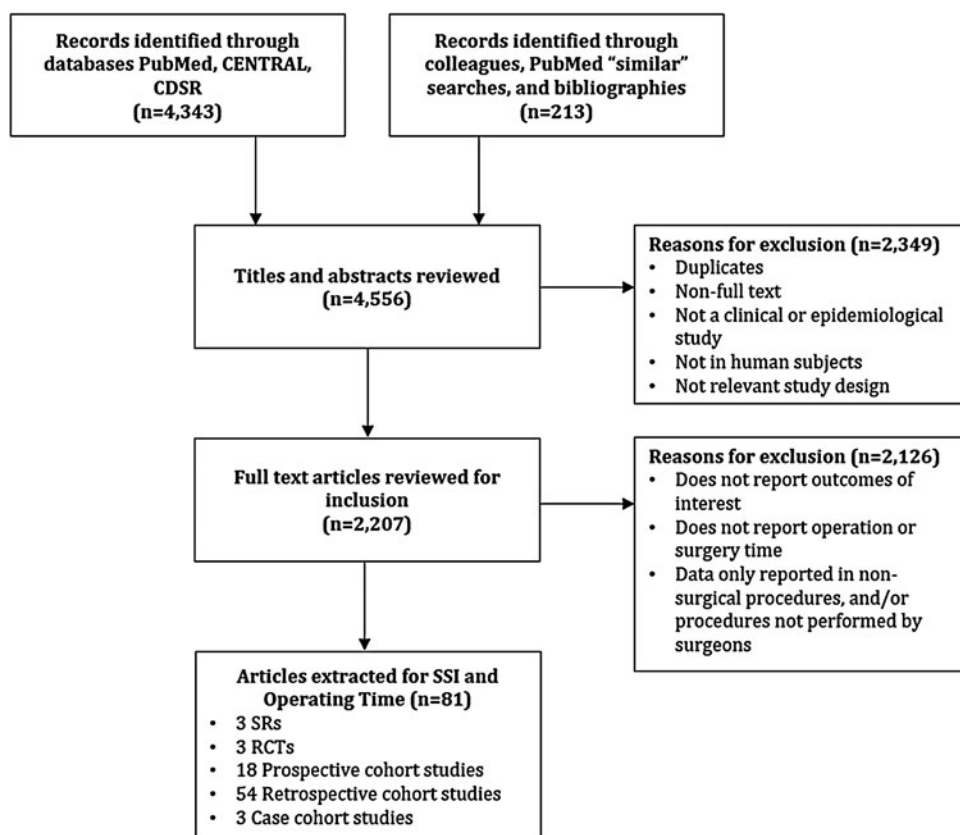 Records identified through
databases PubMed, CENTRAL,
CDSR
(n=4,343)
Records identified through
colleagues, PubMed “similar”
searches, and bibliographies
(n=213)
Titles and abstracts reviewed
(n=4,556)
Reasons for exclusion (n=2,349)
• Duplicates
• Non-full text
• Not a clinical or epidemiological
study
• Not in human subjects
• Not relevant study design
Full text articles reviewed for
inclusion
(n=2,207)
Reasons for exclusion (n=2,126)
• Does not report outcomes of
interest
• Does not report operation or
surgery time
• Data only reported in non-
surgical procedures, and/or
procedures not performed by
surgeons
Articles extracted for SSI and
Operating Time (n=81)
• 3 SRs
• 3 RCTs
• 18 Prospective cohort studies
• 54 Retrospective cohort studies
• 3 Case cohort studies